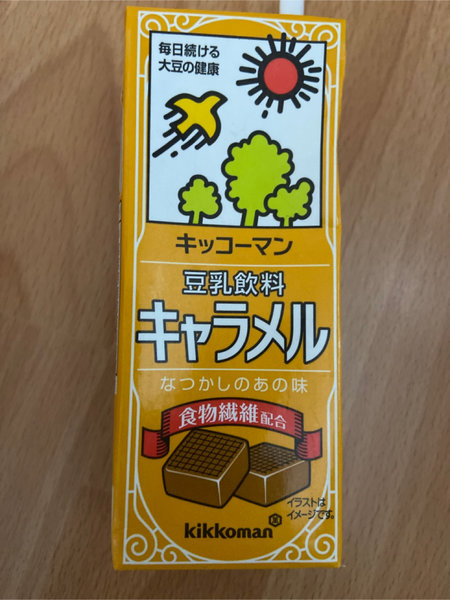 毎日続ける
大豆の健康
キッコーマン
豆乳飲料
キャラメル
なつかしのあの味
食物繊維配合
イラストは
イメージです。
kikkoman